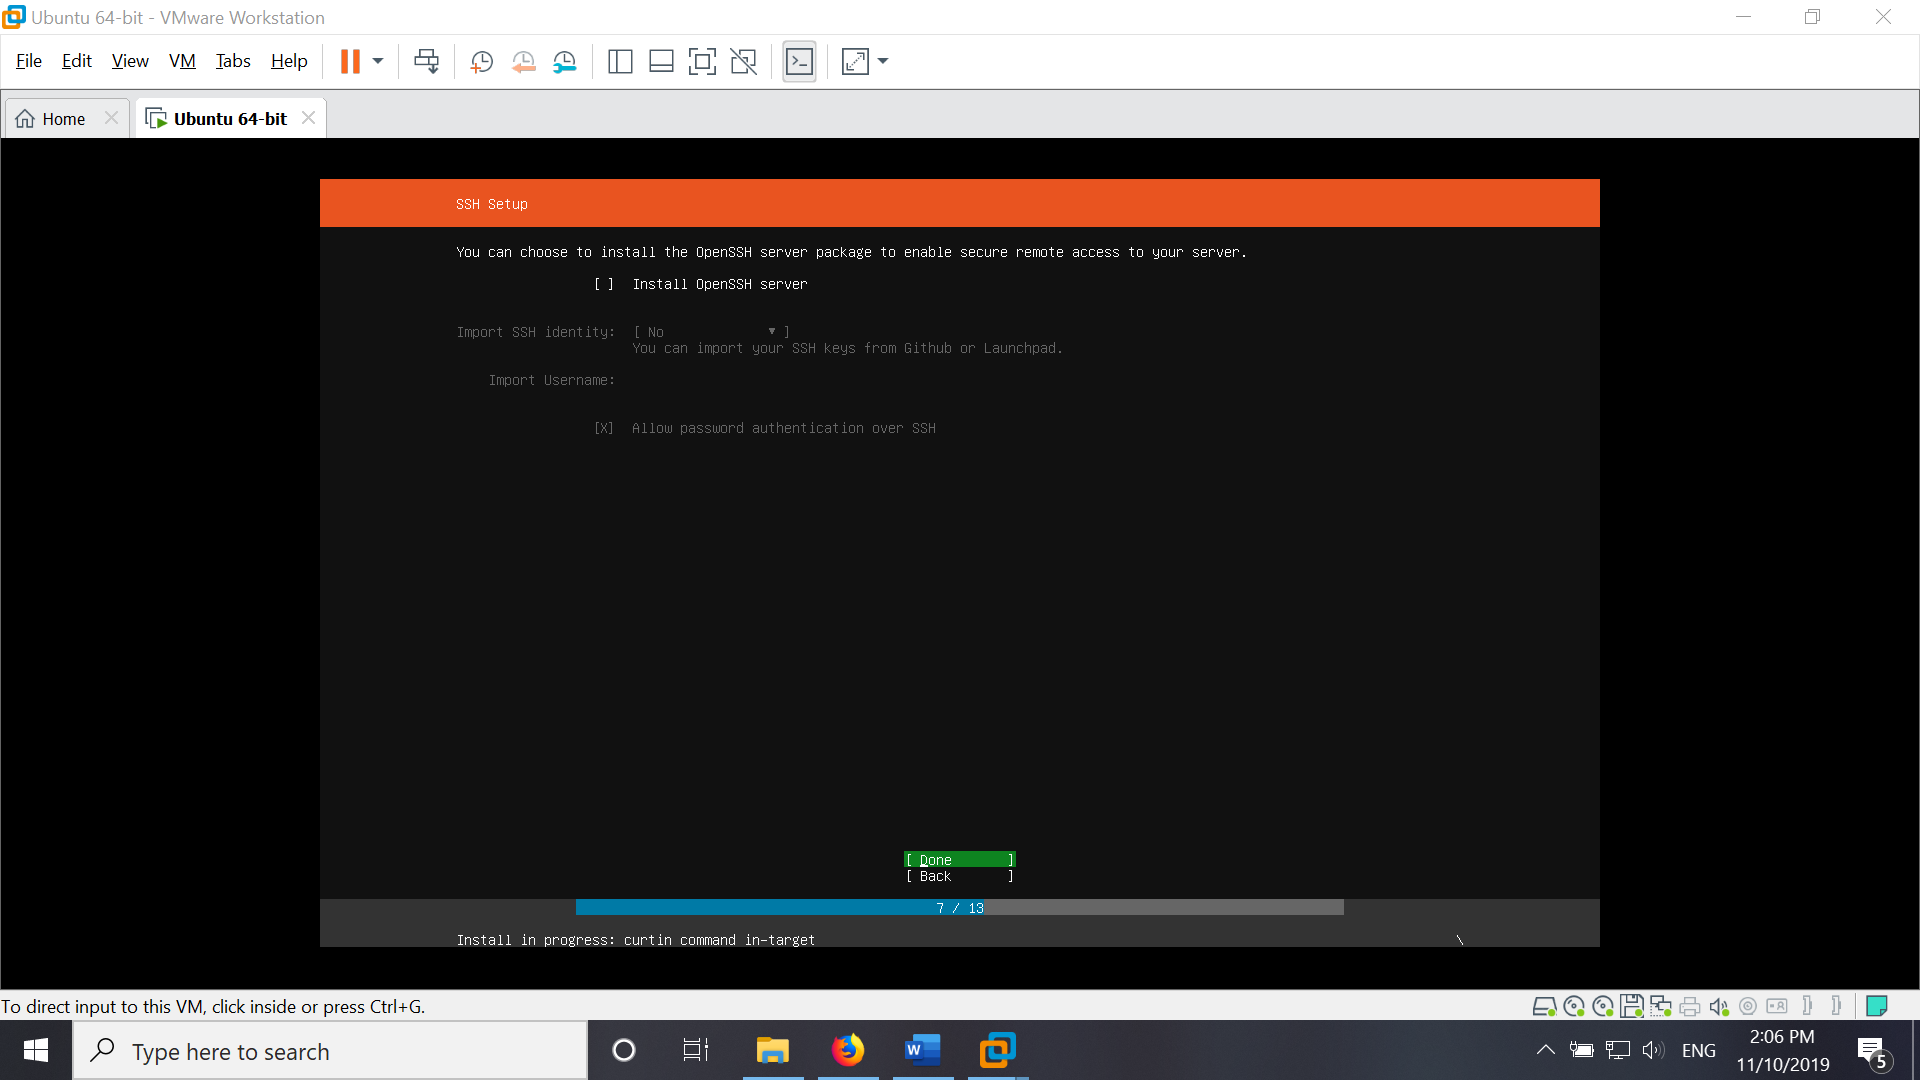 Ubuntu 64-bit - VMware Workstation
File Edit View VM Tabs Help
Home Ubuntu 64-bit
SSH Setup
You can choose to install the OpenSSH server package to enable secure remote access to your server.
[ ] Install OpenSSH server
Import SSH identity: [ No ▾ ]
You can import your SSH keys from Github or Launchpad.
Import Username:
[X] Allow password authentication over SSH
[ Done ]
[ Back ]
7 / 13
Install in progress: curtin command in-target \
To direct input to this VM, click inside or press Ctrl+G.
Type here to search
ENG
2:06 PM
11/10/2019
5